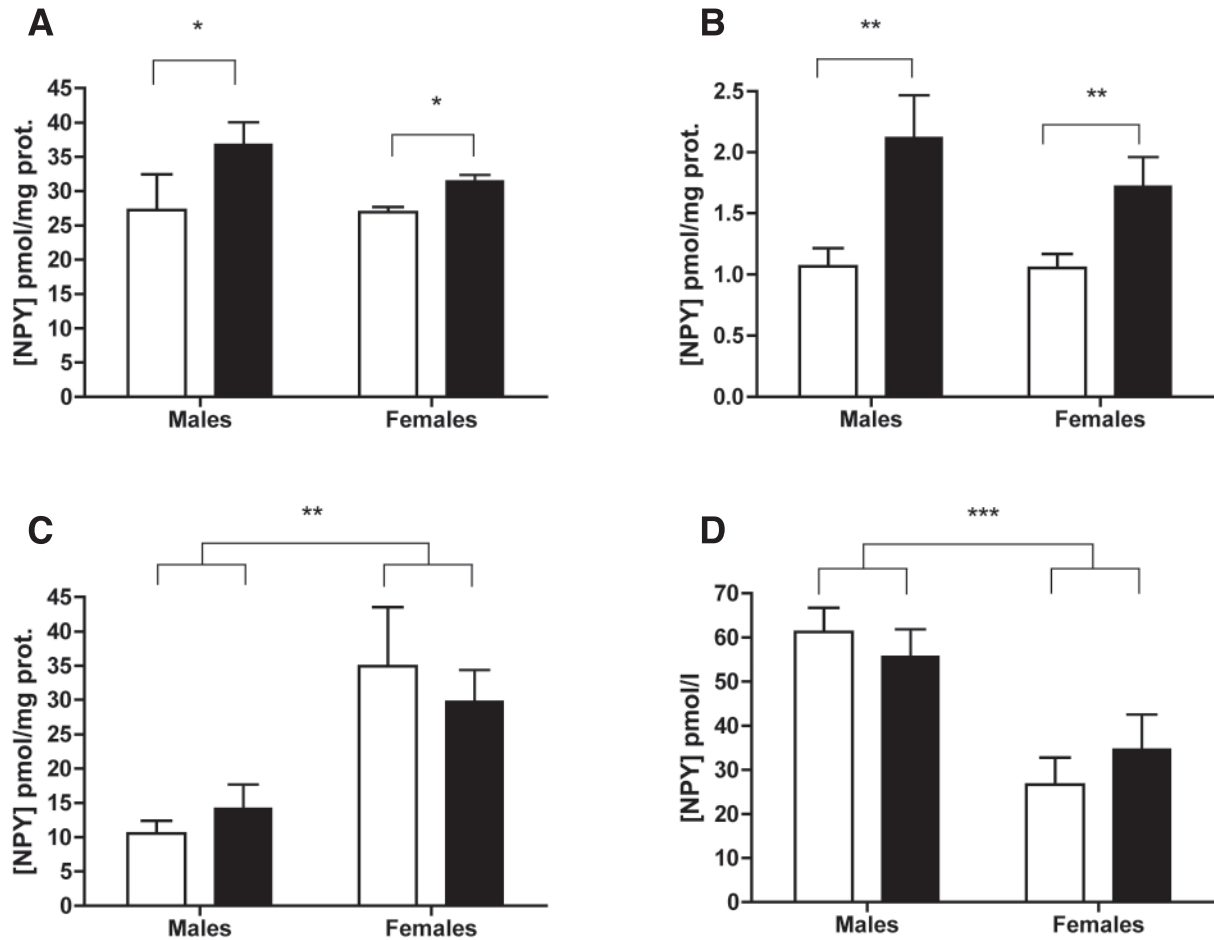 A
*
*
[NPY] pmol/mg prot.
45
40
35
30
25
20
15
10
5
0
Males
Females
B
**
**
[NPY] pmol/mg prot.
2.5
2.0
1.5
1.0
0.5
0.0
Males
Females
C
**
[NPY] pmol/mg prot.
45
40
35
30
25
20
15
10
5
0
Males
Females
D
***
[NPY] pmol/l
70
60
50
40
30
20
10
0
Males
Females